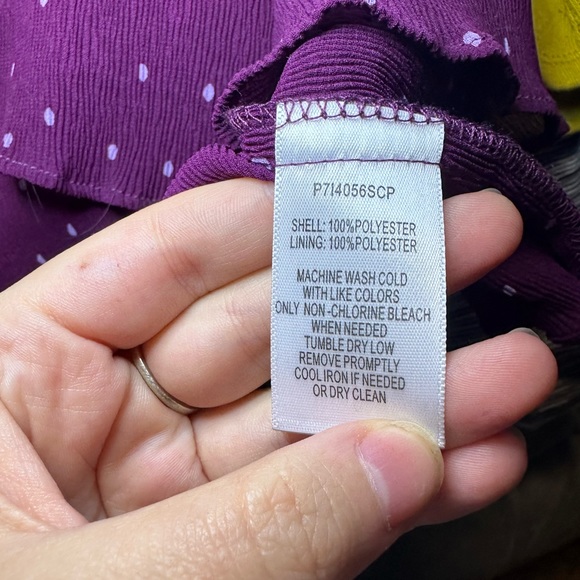 P7I4056SCP
SHELL: 100%POLYESTER
LINING: 100%POLYESTER
MACHINE WASH COLD
WITH LIKE COLORS
ONLY NON-CHLORINE BLEACH
WHEN NEEDED
TUMBLE DRY LOW
REMOVE PROMPTLY
COOL IRON IF NEEDED
OR DRY CLEAN